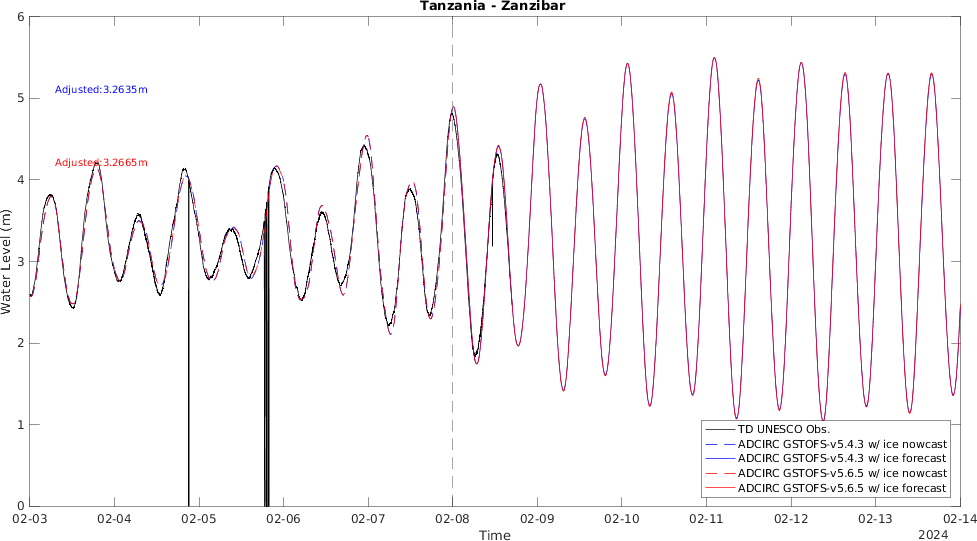 Tanzania - Zanzibar
6
5
4
3
2
1
0
Water Level (m)
Adjusted:3.2635m
Adjusted:3.2665m
TD UNESCO Obs.
ADCIRC GSTOFS-v5.4.3 w/ ice nowcast
ADCIRC GSTOFS-v5.4.3 w/ ice forecast
ADCIRC GSTOFS-v5.6.5 w/ ice nowcast
ADCIRC GSTOFS-v5.6.5 w/ ice forecast
02-03 02-04 02-05 02-06 02-07 02-08 02-09 02-10 02-11 02-12 02-13 02-14
Time
2024